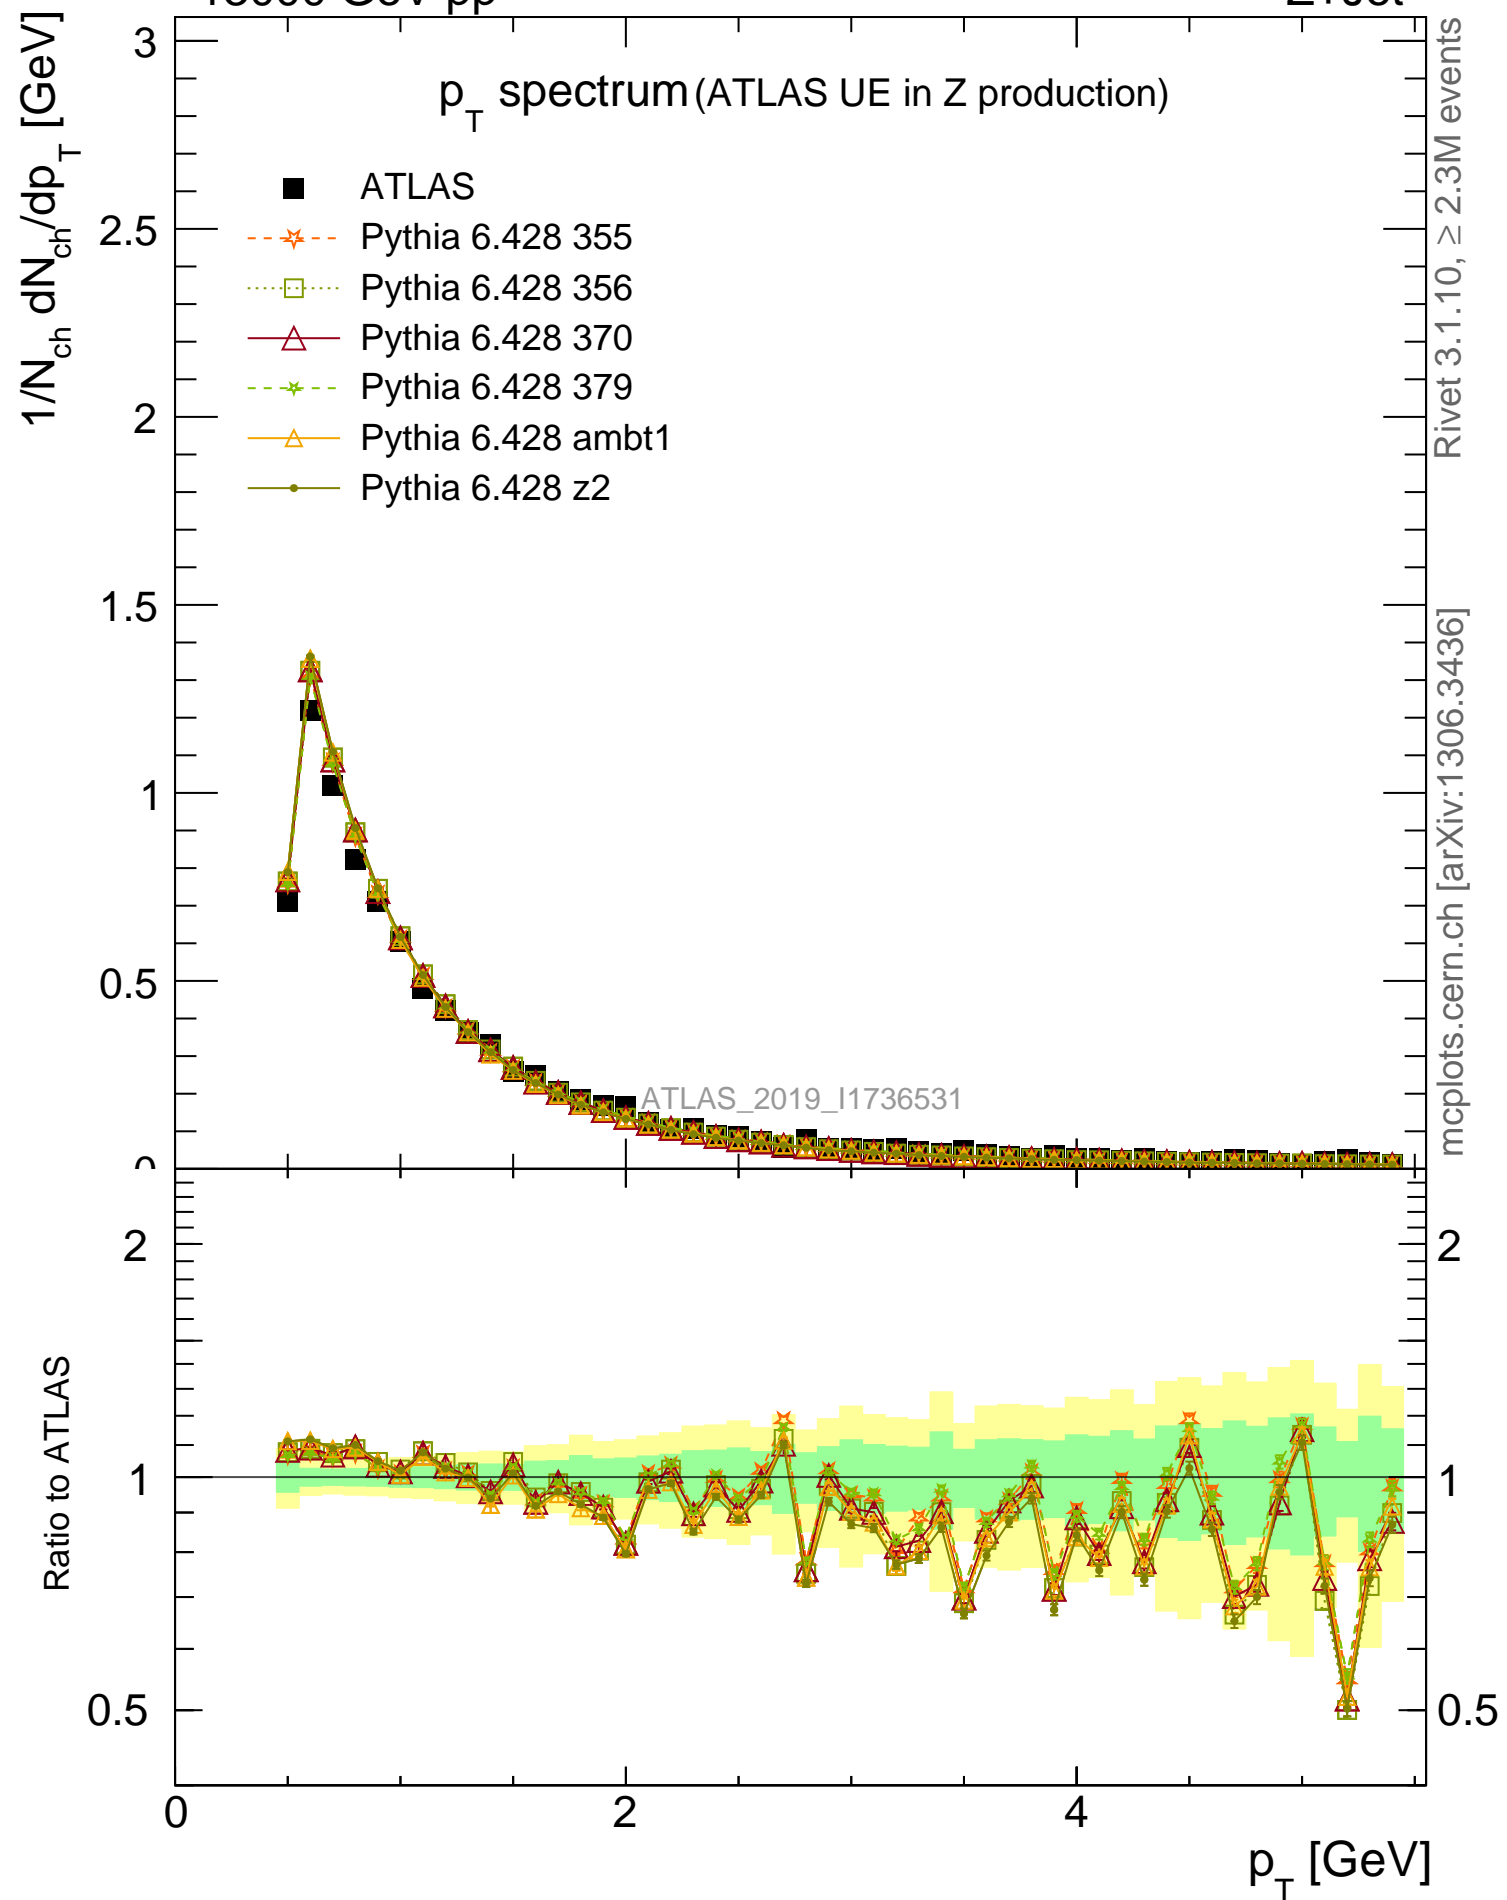 1/N_ch dN_ch/dp_T [GeV]
p_T spectrum (ATLAS UE in Z production)
ATLAS
Pythia 6.428 355
Pythia 6.428 356
Pythia 6.428 370
Pythia 6.428 379
Pythia 6.428 ambt1
Pythia 6.428 z2
3
2.5
2
1.5
1
0.5
0
ATLAS_2019_I1736531
Rivet 3.1.10, ≥ 2.3M events
mcplots.cern.ch [arXiv:1306.3436]
Ratio to ATLAS
2
1
0.5
2
1
0.5
0
2
4
p_T [GeV]